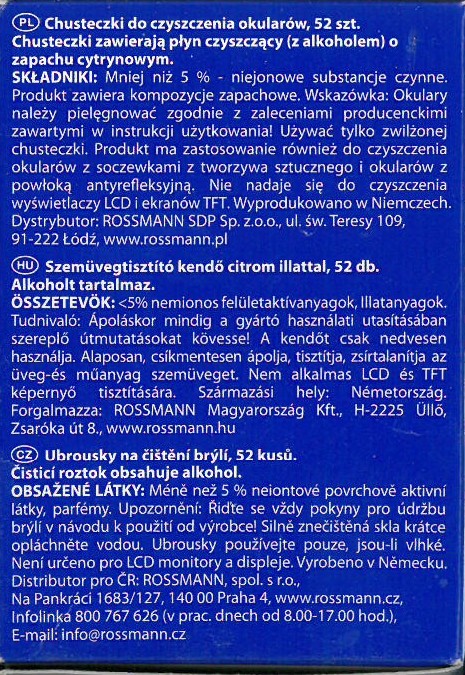 PL Chusteczki do czyszczenia okularów, 52 szt.
Chusteczki zawierają płyn czyszczący (z alkoholem) o
zapachu cytrynowym.
SKŁADNIKI: Mniej niż 5 % - niejonowe substancje czynne.
Produkt zawiera kompozycje zapachowe. Wskazówka: Okulary
należy pielęgnować zgodnie z zaleceniami producenckimi
zawartymi w instrukcji użytkowania! Używać tylko zwilżonej
chusteczki. Produkt ma zastosowanie również do czyszczenia
okularów z soczewkami z tworzywa sztucznego i okularów z
powłoką antyrefleksyjną. Nie nadaje się do czyszczenia
wyświetlaczy LCD i ekranów TFT. Wyprodukowano w Niemczech.
Dystrybutor: ROSSMANN SDP Sp. z.o.o., ul. św. Teresy 109,
91-222 Łódź, www.rossmann.pl
HU Szemüvegtisztító kendő citrom illattal, 52 db.
Alkoholt tartalmaz.
ÖSSZETEVŐK: <5% nemionos felületaktívanyagok, Illatanyagok.
Tudnivaló: Ápoláskor mindig a gyártó használati utasításában
szereplő útmutatásokat kövesse! A kendőt csak nedvesen
használja. Alaposan, csíkmentesen ápolja, tisztítja, zsírtalanítja az
üveg-és műanyag szemüveget. Nem alkalmas LCD és TFT
képernyő tisztítására. Származási hely: Németország.
Forgalmazza: ROSSMANN Magyarország Kft., H-2225 Üllő,
Zsaróka út 8., www.rossmann.hu
CZ Ubrousky na čištění brýlí, 52 kusů.
Čisticí roztok obsahuje alkohol.
OBSAŽENÉ LÁTKY: Méně než 5 % neiontové povrchově aktivní
látky, parfémy. Upozornění: Řiďte se vždy pokyny pro údržbu
brýlí v návodu k použití od výrobce! Silně znečištěná skla krátce
opláchněte vodou. Ubrousky používejte pouze, jsou-li vlhké.
Není určeno pro LCD monitory a displeje. Vyrobeno v Německu.
Distributor pro ČR: ROSSMANN, spol. s r.o.,
Na Pankráci 1683/127, 140 00 Praha 4, www.rossmann.cz,
Infolinka 800 767 626 (v prac. dnech od 8.00-17.00 hod.),
E-mail: info@rossmann.cz